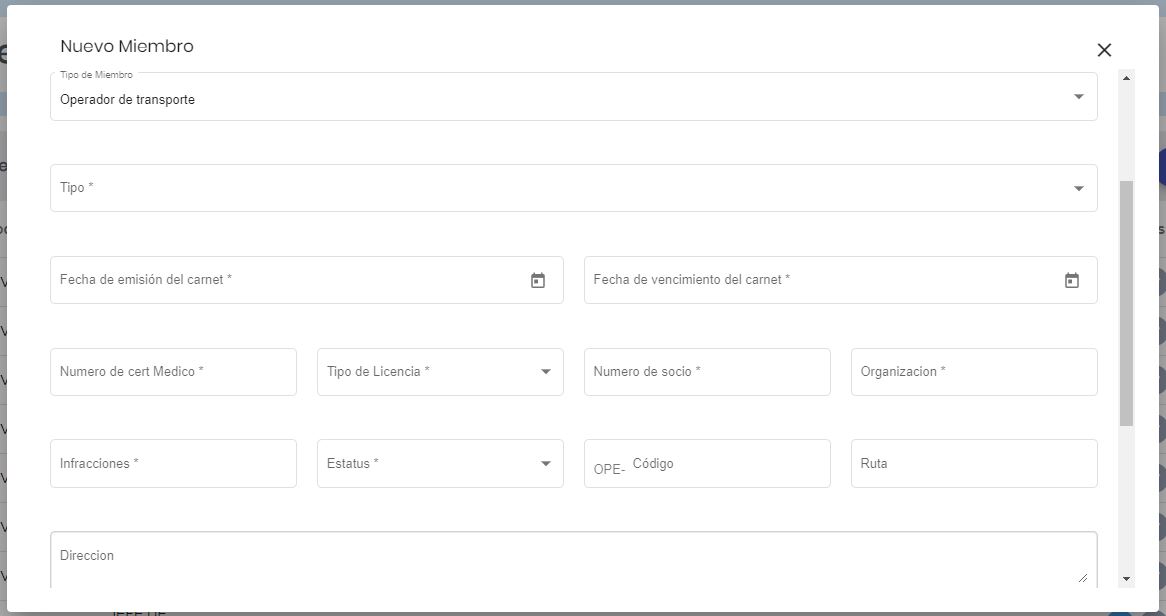 Nuevo Miembro
Tipo de Miembro
Operador de transporte
Tipo *
Fecha de emisión del carnet *
Fecha de vencimiento del carnet *
Numero de cert Medico *
Tipo de Licencia *
Numero de socio *
Organizacion *
Infracciones *
Estatus *
OPE- Código
Ruta
Direccion